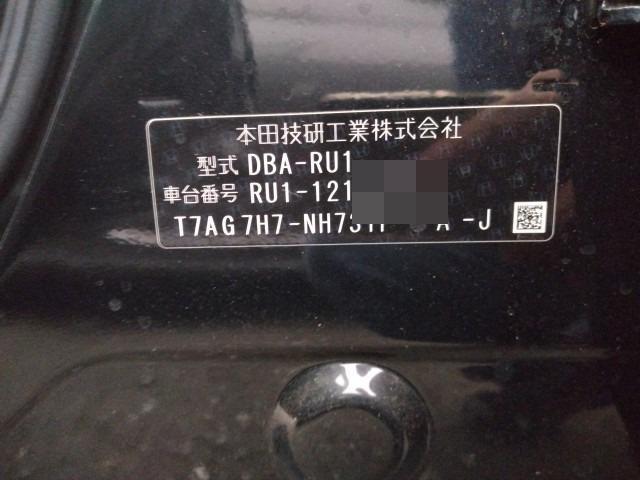 本田技研工業株式会社
型式 DBA-RU1
車台番号 RU1-121
T7AG 7H7-NH731P A -J